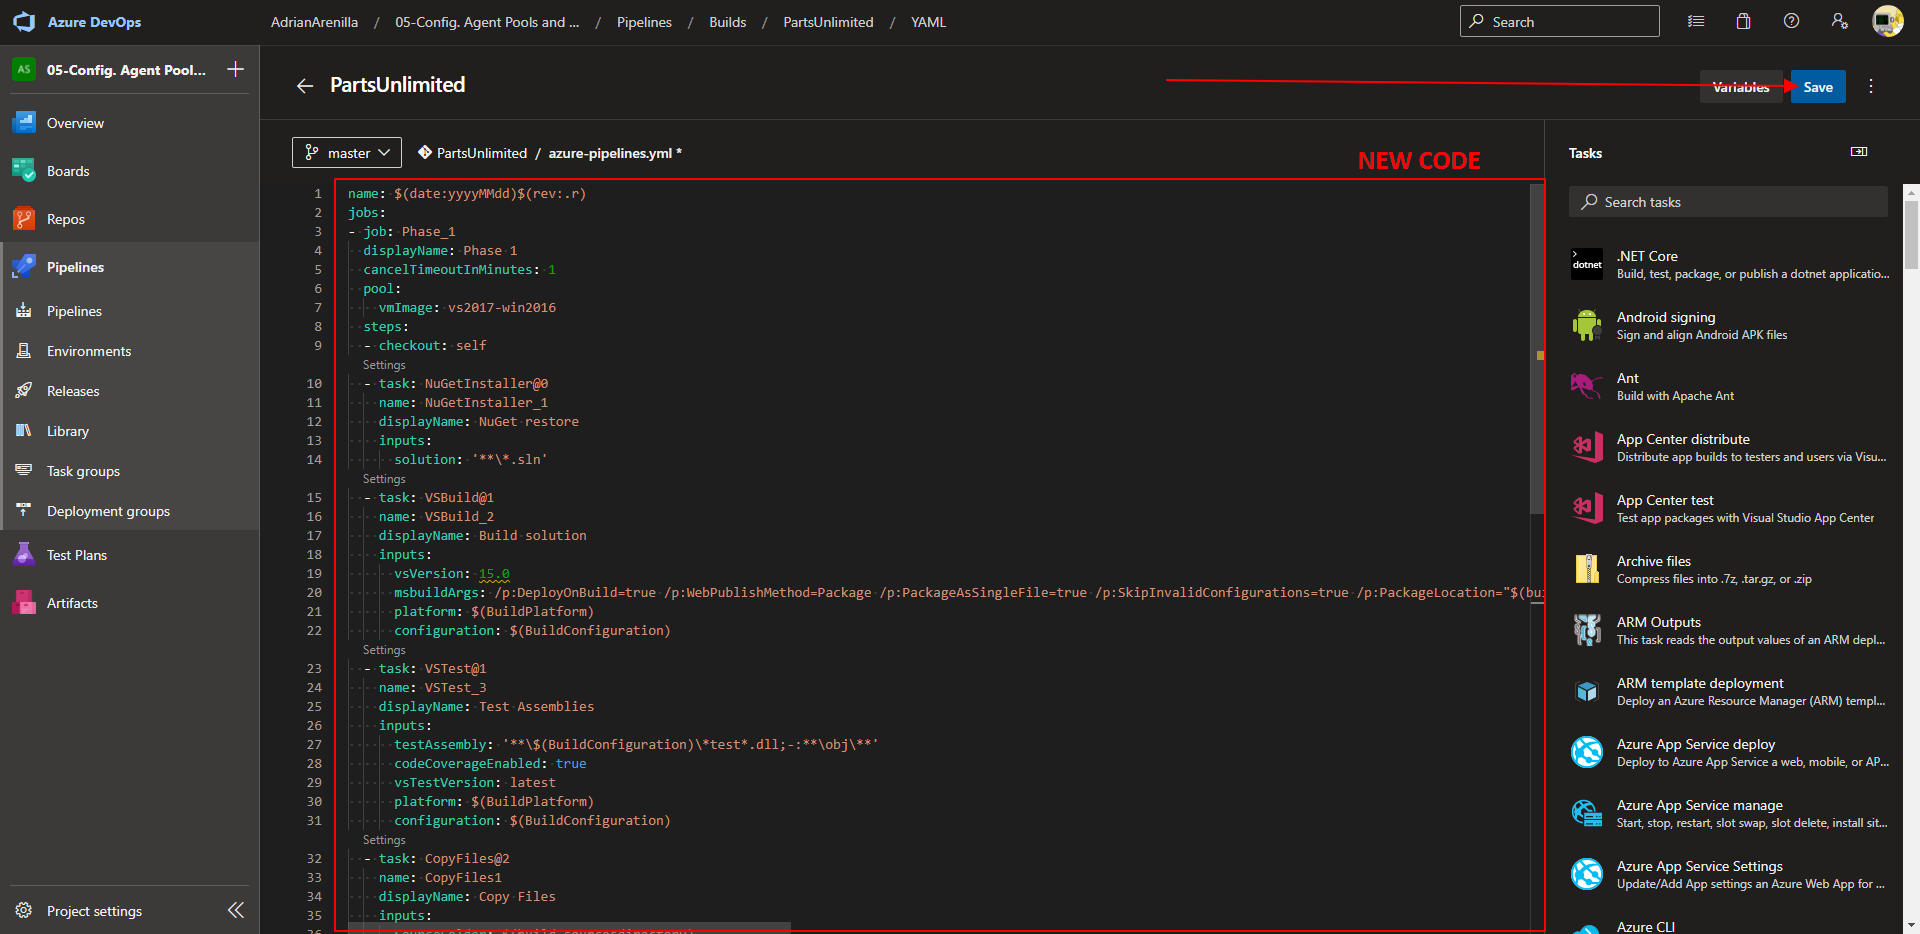 Azure DevOps
AdrianArenilla / 05-Config. Agent Pools and ... / Pipelines / Builds / PartsUnlimited / YAML
Search
AS 05-Config. Agent Pool...
Overview
Boards
Repos
Pipelines
Pipelines
Environments
Releases
Library
Task groups
Deployment groups
Test Plans
Artifacts
Project settings
PartsUnlimited
Variables
Save
master
PartsUnlimited / azure-pipelines.yml *
NEW CODE
1 name: $(date:yyyyMMdd)$(rev:.r)
2 jobs:
3 - job: Phase_1
4 displayName: Phase 1
5 cancelTimeoutInMinutes: 1
6 pool:
7 vmImage: vs2017-win2016
8 steps:
9 - checkout: self
Settings
10 - task: NuGetInstaller@0
11 name: NuGetInstaller_1
12 displayName: NuGet restore
13 inputs:
14 solution: '**\*.sln'
Settings
15 - task: VSBuild@1
16 name: VSBuild_2
17 displayName: Build solution
18 inputs:
19 vsVersion: 15.0
20 msbuildArgs: /p:DeployOnBuild=true /p:WebPublishMethod=Package /p:PackageAsSingleFile=true /p:SkipInvalidConfigurations=true /p:PackageLocation="$(bui
21 platform: $(BuildPlatform)
22 configuration: $(BuildConfiguration)
Settings
23 - task: VSTest@1
24 name: VSTest_3
25 displayName: Test Assemblies
26 inputs:
27 testAssembly: '**\$(BuildConfiguration)\*test*.dll;-:**\obj\**'
28 codeCoverageEnabled: true
29 vsTestVersion: latest
30 platform: $(BuildPlatform)
31 configuration: $(BuildConfiguration)
Settings
32 - task: CopyFiles@2
33 name: CopyFiles1
34 displayName: Copy Files
35 inputs:
Tasks
Search tasks
dotnet
.NET Core
Build, test, package, or publish a dotnet applicatio...
Android signing
Sign and align Android APK files
Ant
Build with Apache Ant
App Center distribute
Distribute app builds to testers and users via Visu...
App Center test
Test app packages with Visual Studio App Center
Archive files
Compress files into .7z, .tar.gz, or .zip
ARM Outputs
This task reads the output values of an ARM depl...
ARM template deployment
Deploy an Azure Resource Manager (ARM) templ...
Azure App Service deploy
Deploy to Azure App Service a web, mobile, or AP...
Azure App Service manage
Start, stop, restart, slot swap, slot delete, install sit...
Azure App Service Settings
Update/Add App settings an Azure Web App for ...
Azure CLI